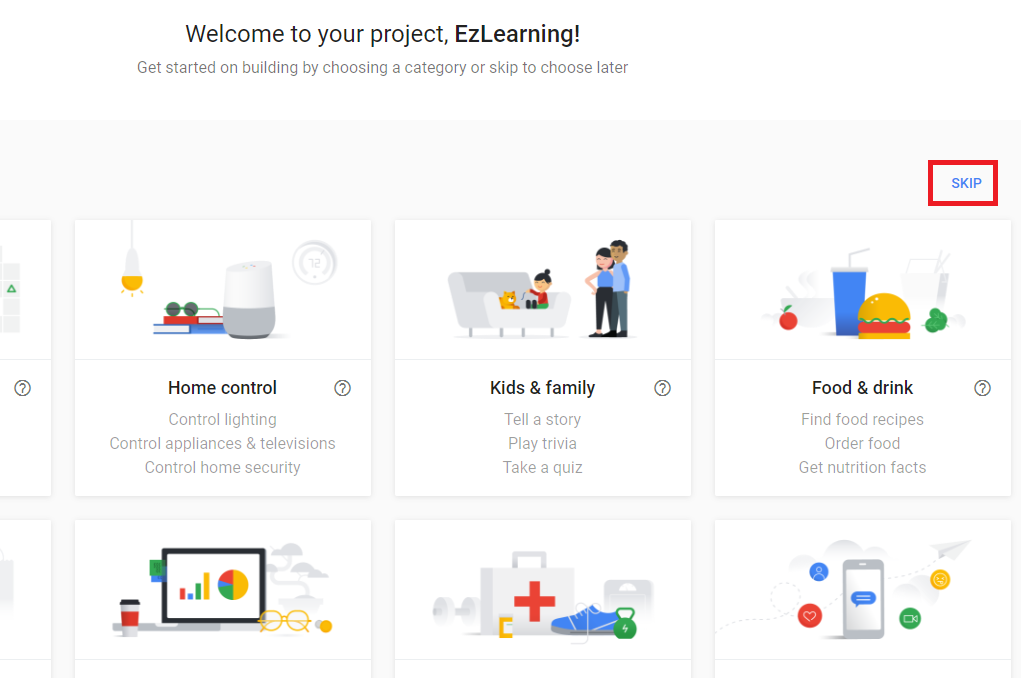 Welcome to your project, EzLearning!
Get started on building by choosing a category or skip to choose later
SKIP
72
Home control
Control lighting
Control appliances & televisions
Control home security
Kids & family
Tell a story
Play trivia
Take a quiz
Food & drink
Find food recipes
Order food
Get nutrition facts